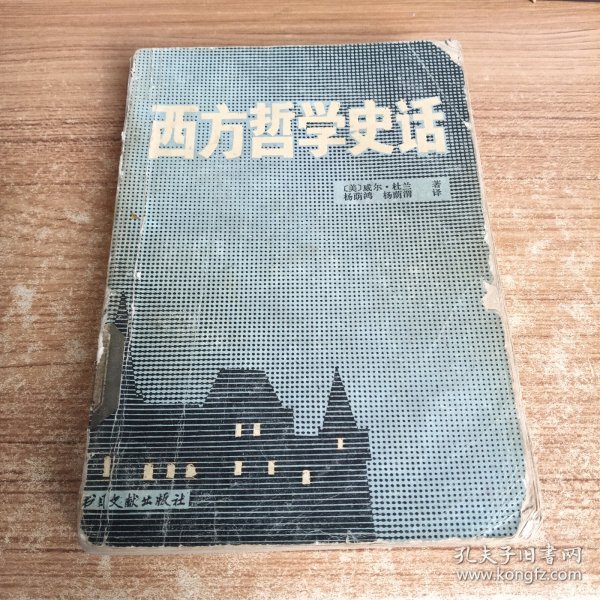 西方哲学史话
〔美〕威尔·杜兰 著
杨荫鸿 杨荫渭 译
书目文献出版社
孔夫子旧书网
www.kongfz.com